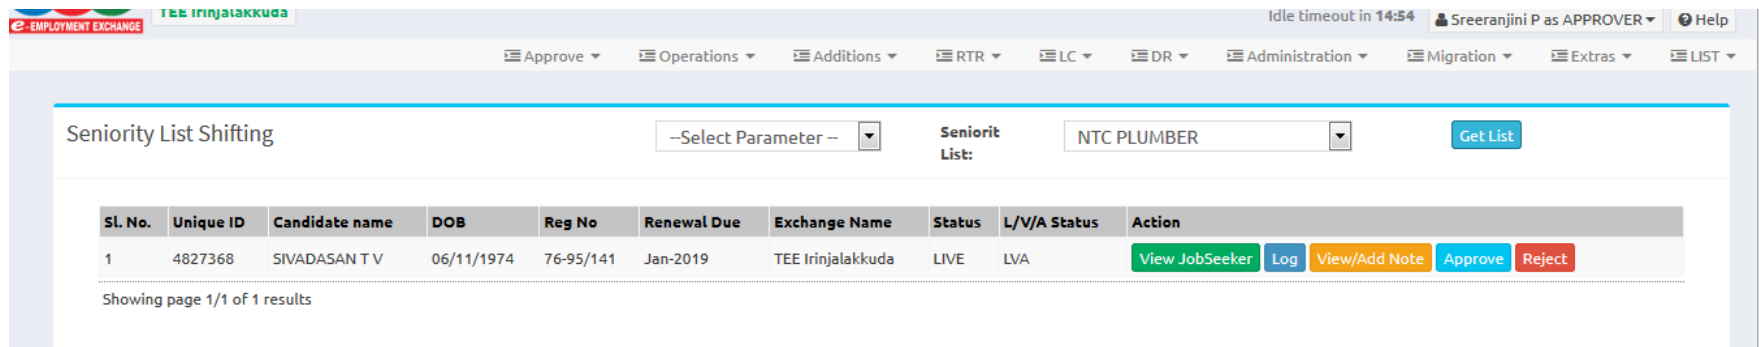 e-EMPLOYMENT EXCHANGE TEE Irinjalakkuda Idle timeout in 14:54 Sreeranjini P as APPROVER Help
Approve Operations Additions RTR LC DR Administration Migration Extras LIST
Seniority List Shifting --Select Parameter -- Seniorit List: NTC PLUMBER Get List
Sl. No. Unique ID Candidate name DOB Reg No Renewal Due Exchange Name Status L/V/A Status Action
1 4827368 SIVADASAN T V 06/11/1974 76-95/141 Jan-2019 TEE Irinjalakkuda LIVE LVA View JobSeeker Log View/Add Note Approve Reject
Showing page 1/1 of 1 results